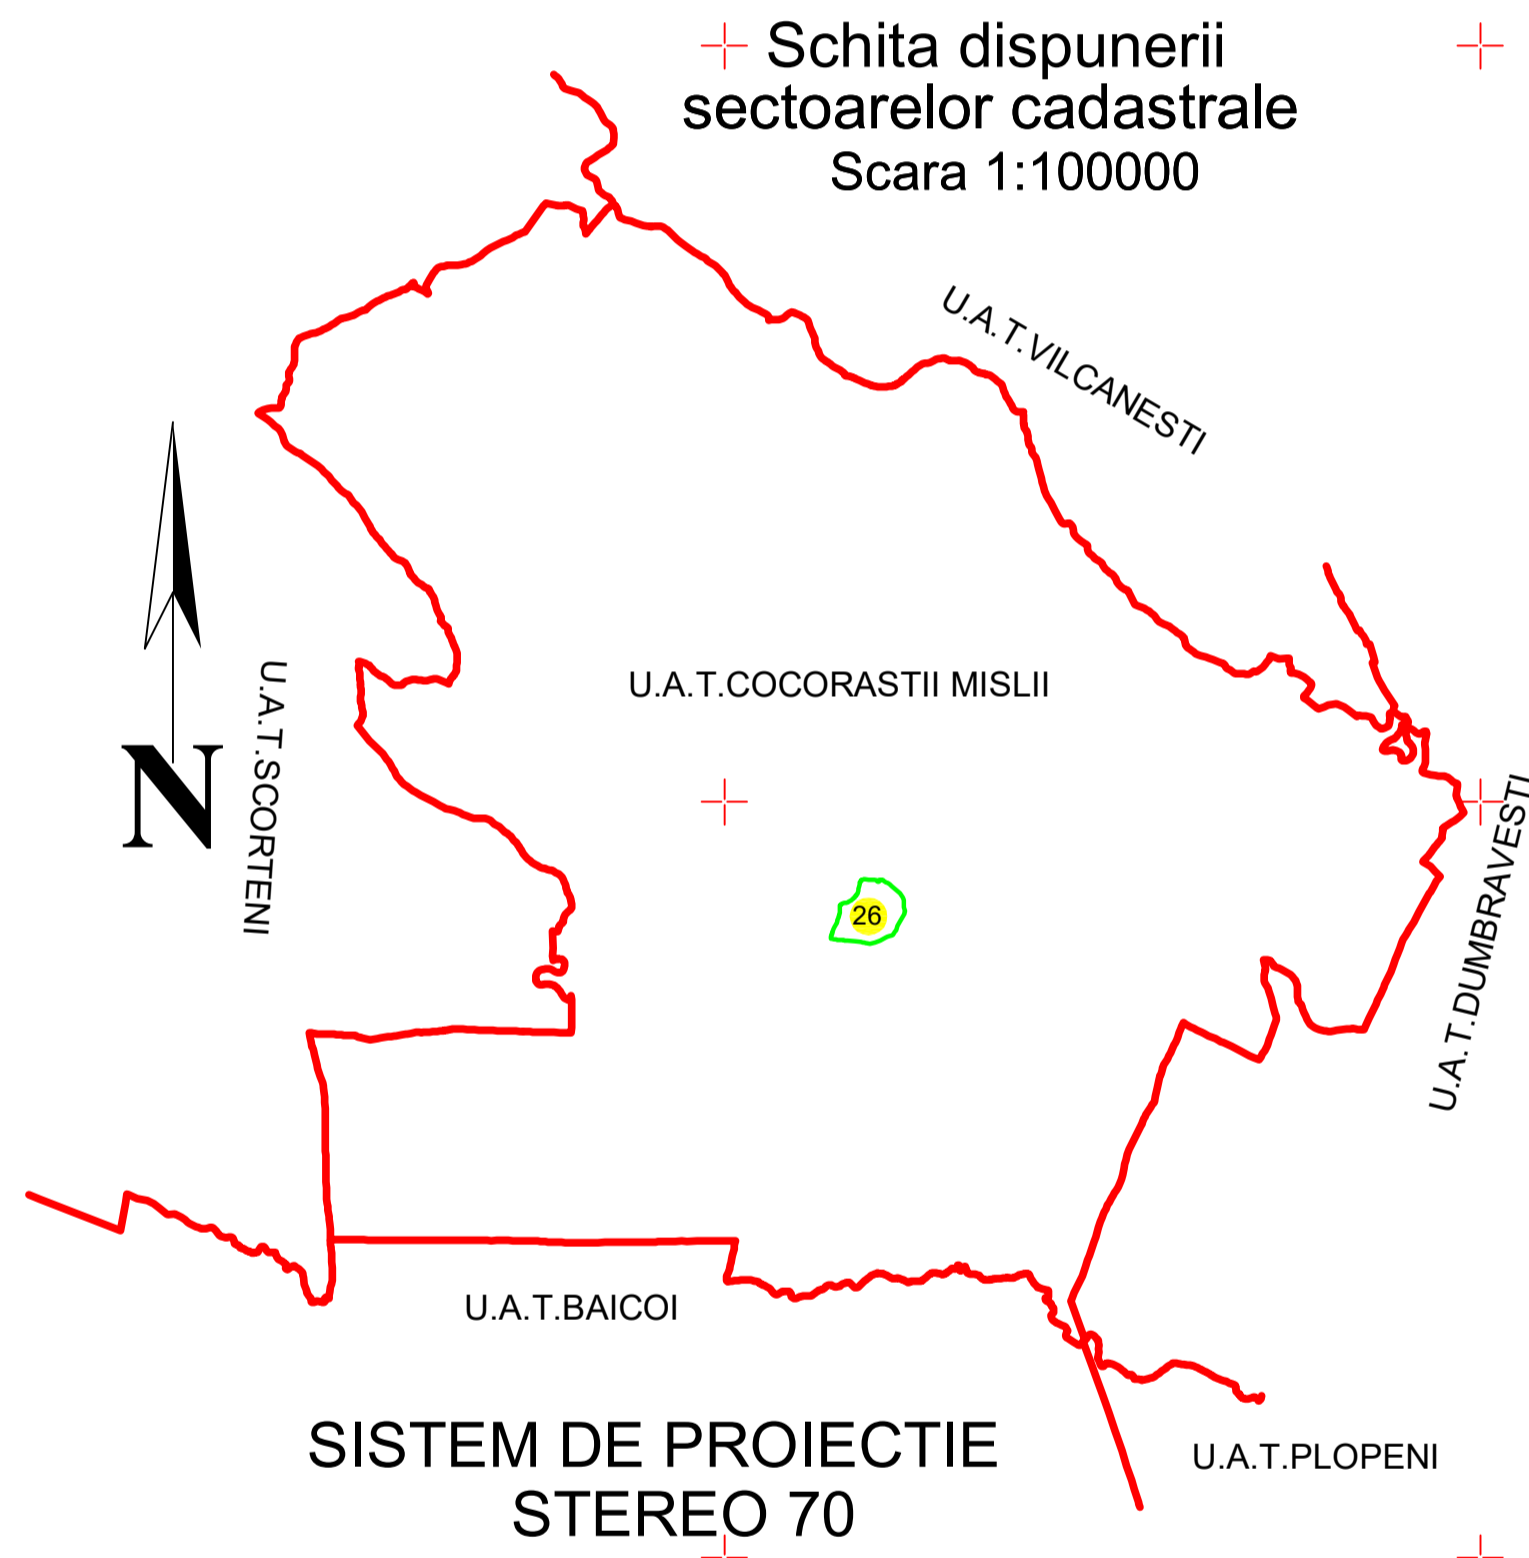 Schita dispunerii
sectoarelor cadastrale
Scara 1:100000
U.A.T.VILCANESTI
U.A.T.SCORTENI
U.A.T.COCORASTII MISLII
N
U.A.T.DUMBRAVESTI
26
U.A.T.BAICOI
SISTEM DE PROIECTIE
STEREO 70
U.A.T.PLOPENI